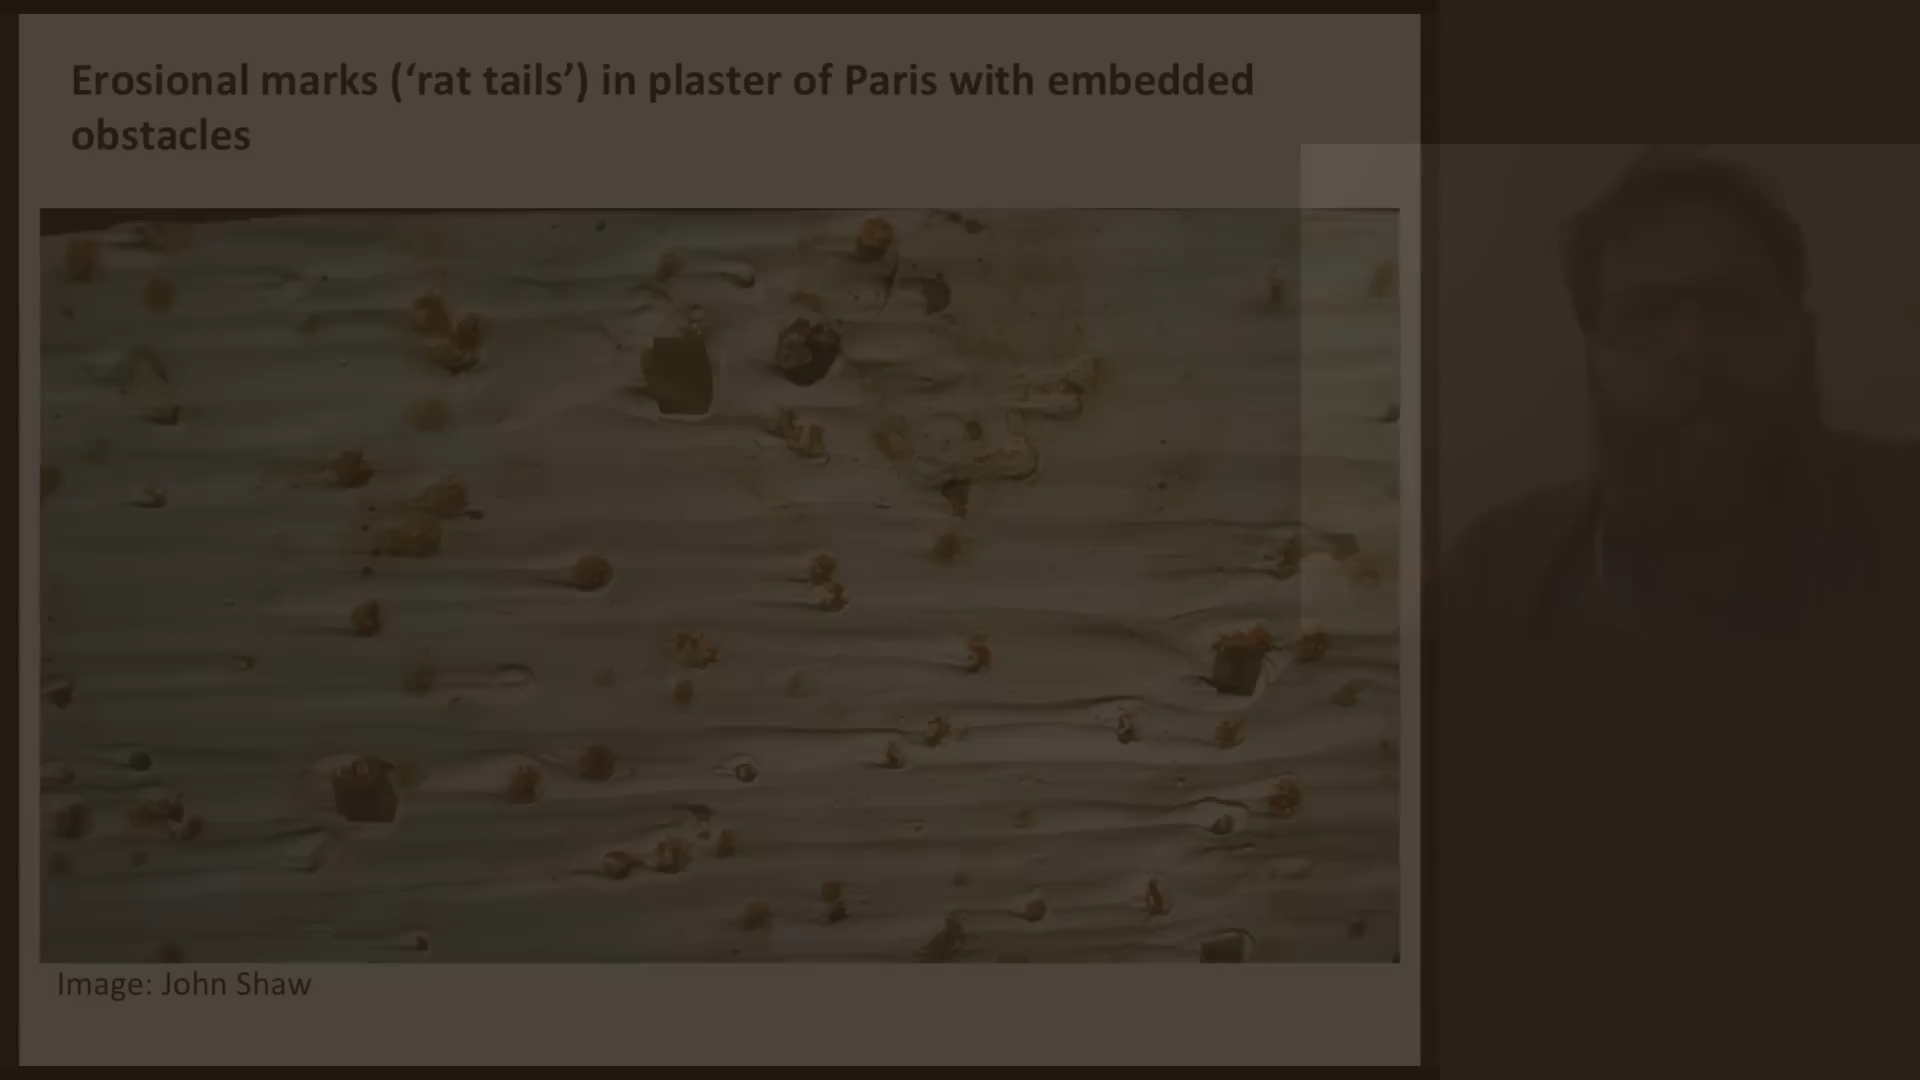 Erosional marks (‘rat tails’) in plaster of Paris with embedded
obstacles
Image: John Shaw